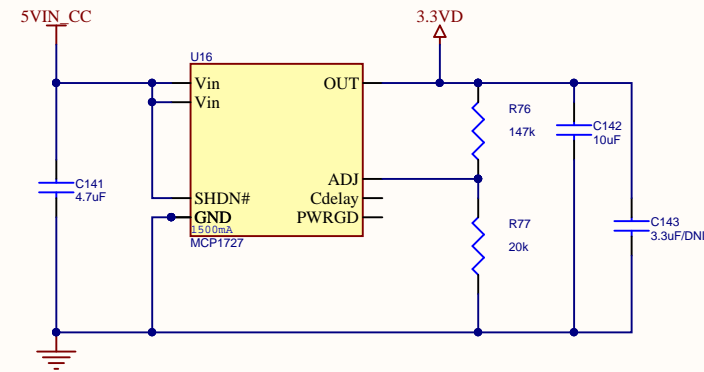 5VIN_CC
3.3VD
U16
Vin
Vin
OUT
R76
147k
C142
10uF
ADJ
C141
4.7uF
SHDN#
Cdelay
GND
PWRGD
1500mA
MCP1727
R77
20k
C143
3.3uF/DNI